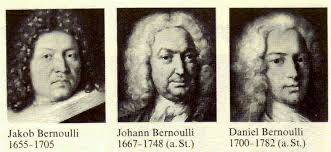 Jakob Bernoulli
1655-1705
Johann Bernoulli
1667-1748 (a. St.)
Daniel Bernoulli
1700-1782 (a. St.)